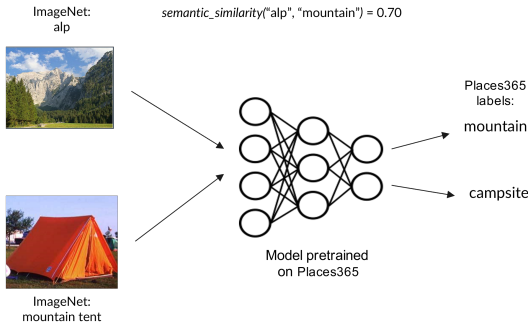 ImageNet:
alp
semantic_similarity("alp", "mountain") = 0.70
Places365
labels:
mountain
campsite
Model pretrained
on Places365
ImageNet:
mountain tent